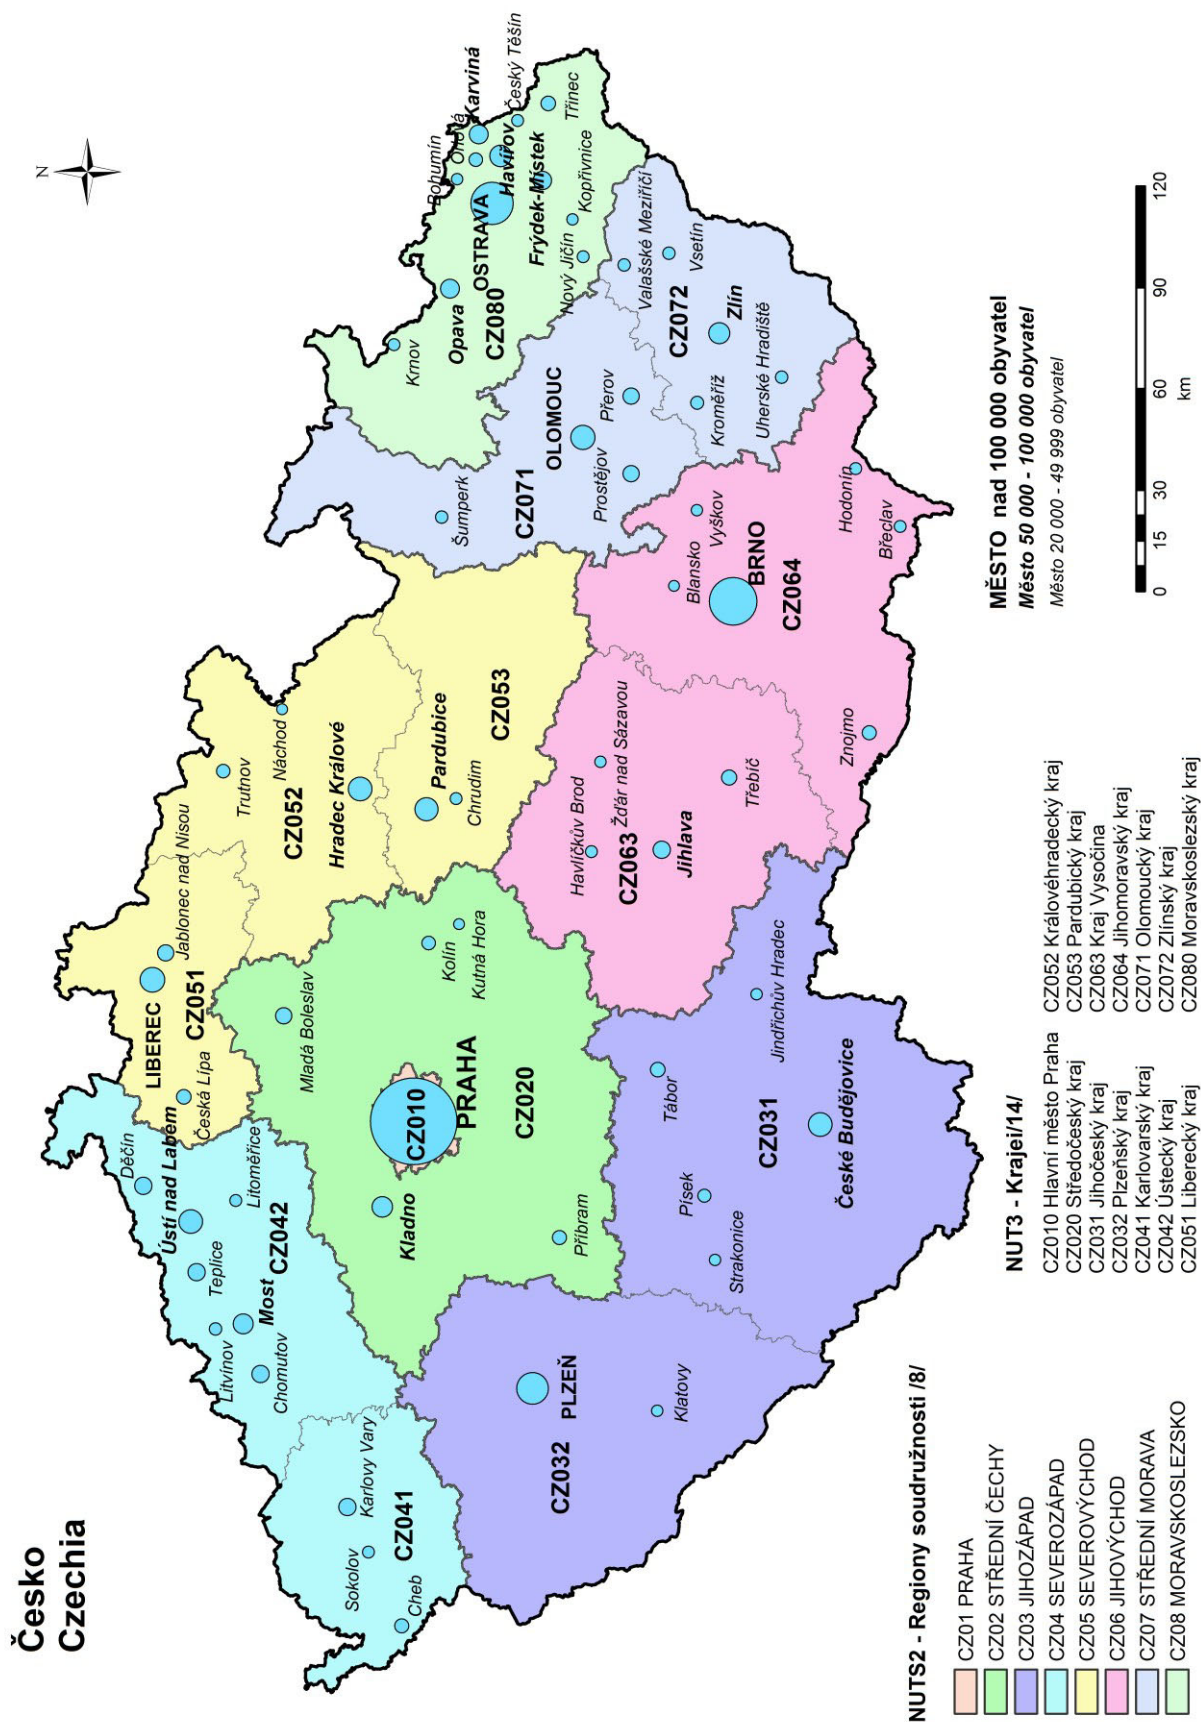 Česko
Czechia
N
Děčín
Ústí nad Labem
Teplice
Litvínov
Most
Chomutov
Litoměřice
CZ042
Karlovy Vary
Sokolov
Cheb
CZ041
LIBEREC
Jablonec nad Nisou
Česká Lípa
CZ051
Trutnov
Náchod
CZ052
Hradec Králové
Pardubice
Chrudim
CZ053
Mladá Boleslav
Kolín
Kutná Hora
CZ010
PRAHA
Kladno
CZ020
Příbram
CZ032
PLZEŇ
Klatovy
Tábor
Písek
Strakonice
Jindřichův Hradec
CZ031
České Budějovice
Havlíčkův Brod
Žďár nad Sázavou
CZ063
Jihlava
Třebíč
Blansko
Vyškov
BRNO
CZ064
Znojmo
Hodonín
Břeclav
Šumperk
CZ071
OLOMOUC
Prostějov
Přerov
Valašské Meziříčí
Vsetín
CZ072
Zlín
Kroměříž
Uherské Hradiště
Krnov
Opava
CZ080
OSTRAVA
Bohumín
Orlová
Karviná
Havířov
Český Těšín
Třinec
Frýdek-Místek
Kopřivnice
Nový Jičín
NUTS2 - Regiony soudružnosti /8/
CZ01 PRAHA
CZ02 STŘEDNÍ ČECHY
CZ03 JIHOZÁPAD
CZ04 SEVEROZÁPAD
CZ05 SEVEROVÝCHOD
CZ06 JIHOVÝCHOD
CZ07 STŘEDNÍ MORAVA
CZ08 MORAVSKOSLEZSKO
NUT3 - Krajei/14/
CZ010 Hlavní město Praha
CZ020 Středočeský kraj
CZ031 Jihočeský kraj
CZ032 Plzeňský kraj
CZ041 Karlovarský kraj
CZ042 Ústecký kraj
CZ051 Liberecký kraj
CZ052 Královéhradecký kraj
CZ053 Pardubický kraj
CZ063 Kraj Vysočina
CZ064 Jihomoravský kraj
CZ071 Olomoucký kraj
CZ072 Zlínský kraj
CZ080 Moravskoslezský kraj
MĚSTO nad 100 000 obyvatel
Město 50 000 - 100 000 obyvatel
Město 20 000 - 49 999 obyvatel
0 15 30 60 90 120
km